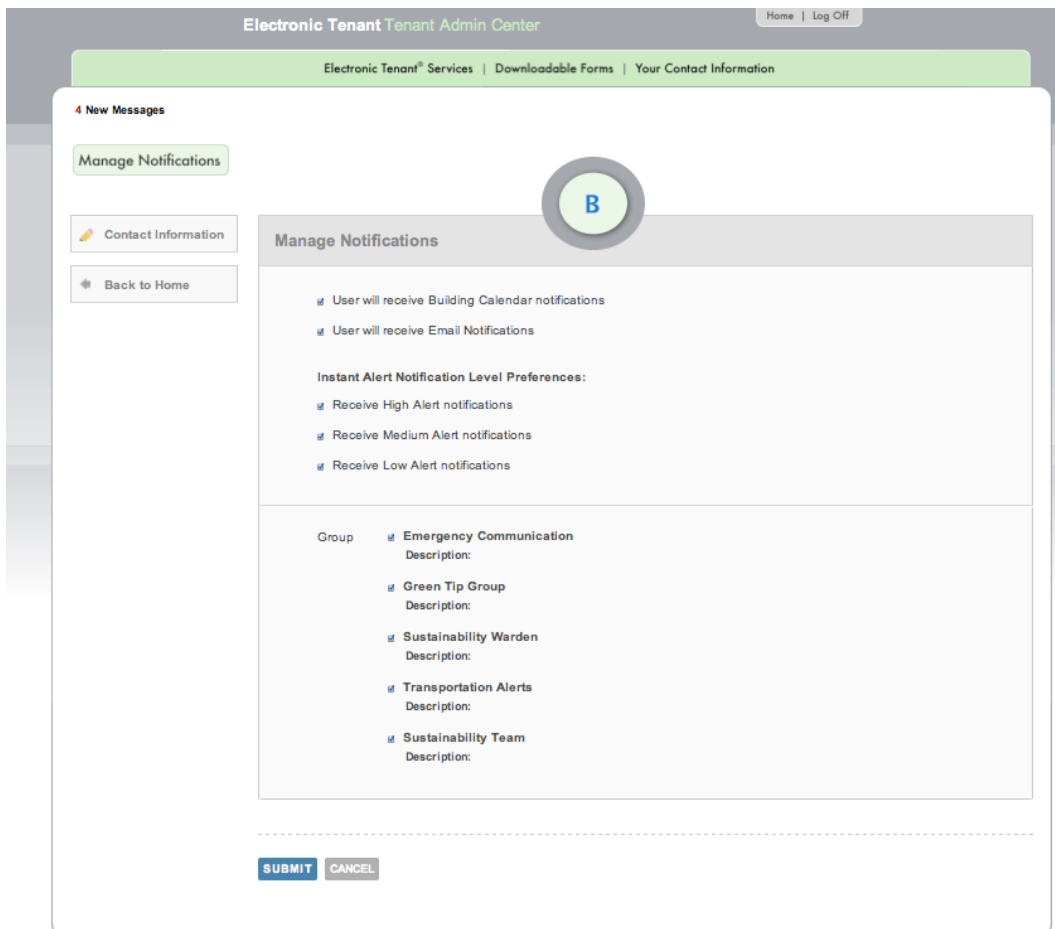 Electronic Tenant Tenant Admin Center
Home | Log Off
Electronic Tenant® Services | Downloadable Forms | Your Contact Information
4 New Messages
Manage Notifications
B
Contact Information
Back to Home
Manage Notifications
User will receive Building Calendar notifications
User will receive Email Notifications
Instant Alert Notification Level Preferences:
Receive High Alert notifications
Receive Medium Alert notifications
Receive Low Alert notifications
Group Emergency Communication
Description:
Green Tip Group
Description:
Sustainability Warden
Description:
Transportation Alerts
Description:
Sustainability Team
Description:
SUBMIT CANCEL